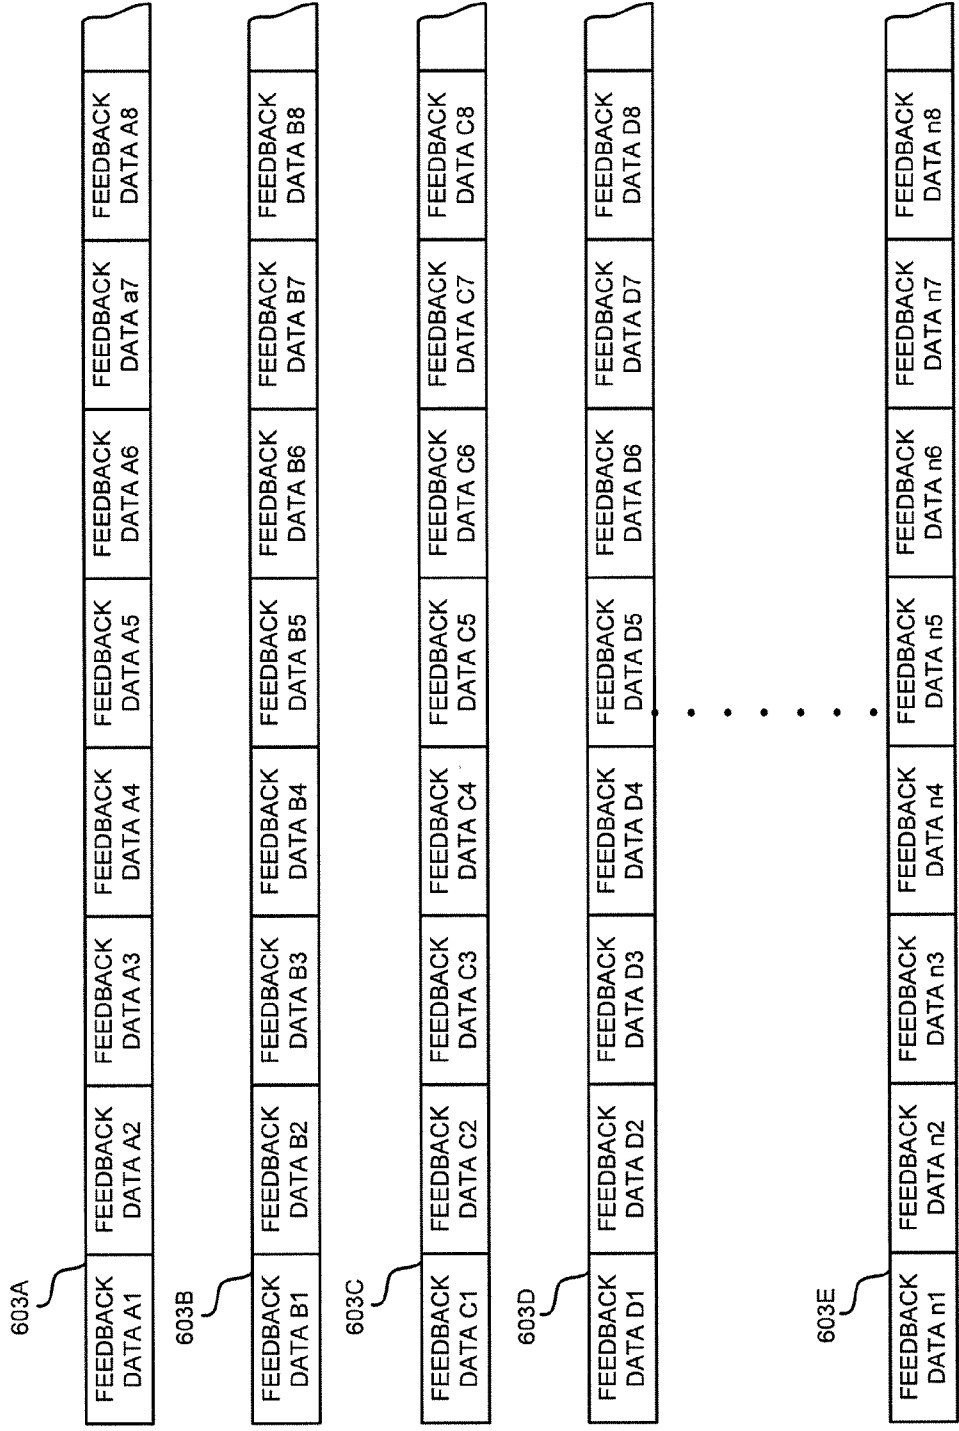 603A
FEEDBACK
DATA A1
FEEDBACK
DATA A2
FEEDBACK
DATA A3
FEEDBACK
DATA A4
FEEDBACK
DATA A5
FEEDBACK
DATA A6
FEEDBACK
DATA a7
FEEDBACK
DATA A8
603B
FEEDBACK
DATA B1
FEEDBACK
DATA B2
FEEDBACK
DATA B3
FEEDBACK
DATA B4
FEEDBACK
DATA B5
FEEDBACK
DATA B6
FEEDBACK
DATA B7
FEEDBACK
DATA B8
603C
FEEDBACK
DATA C1
FEEDBACK
DATA C2
FEEDBACK
DATA C3
FEEDBACK
DATA C4
FEEDBACK
DATA C5
FEEDBACK
DATA C6
FEEDBACK
DATA C7
FEEDBACK
DATA C8
603D
FEEDBACK
DATA D1
FEEDBACK
DATA D2
FEEDBACK
DATA D3
FEEDBACK
DATA D4
FEEDBACK
DATA D5
FEEDBACK
DATA D6
FEEDBACK
DATA D7
FEEDBACK
DATA D8
603E
FEEDBACK
DATA n1
FEEDBACK
DATA n2
FEEDBACK
DATA n3
FEEDBACK
DATA n4
FEEDBACK
DATA n5
FEEDBACK
DATA n6
FEEDBACK
DATA n7
FEEDBACK
DATA n8